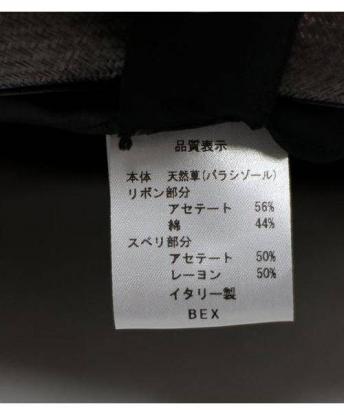 品質表示
本体 天然草(パラシゾール)
リボン部分
アセテート 56%
綿 44%
スベリ部分
アセテート 50%
レーヨン 50%
イタリー製
BEX